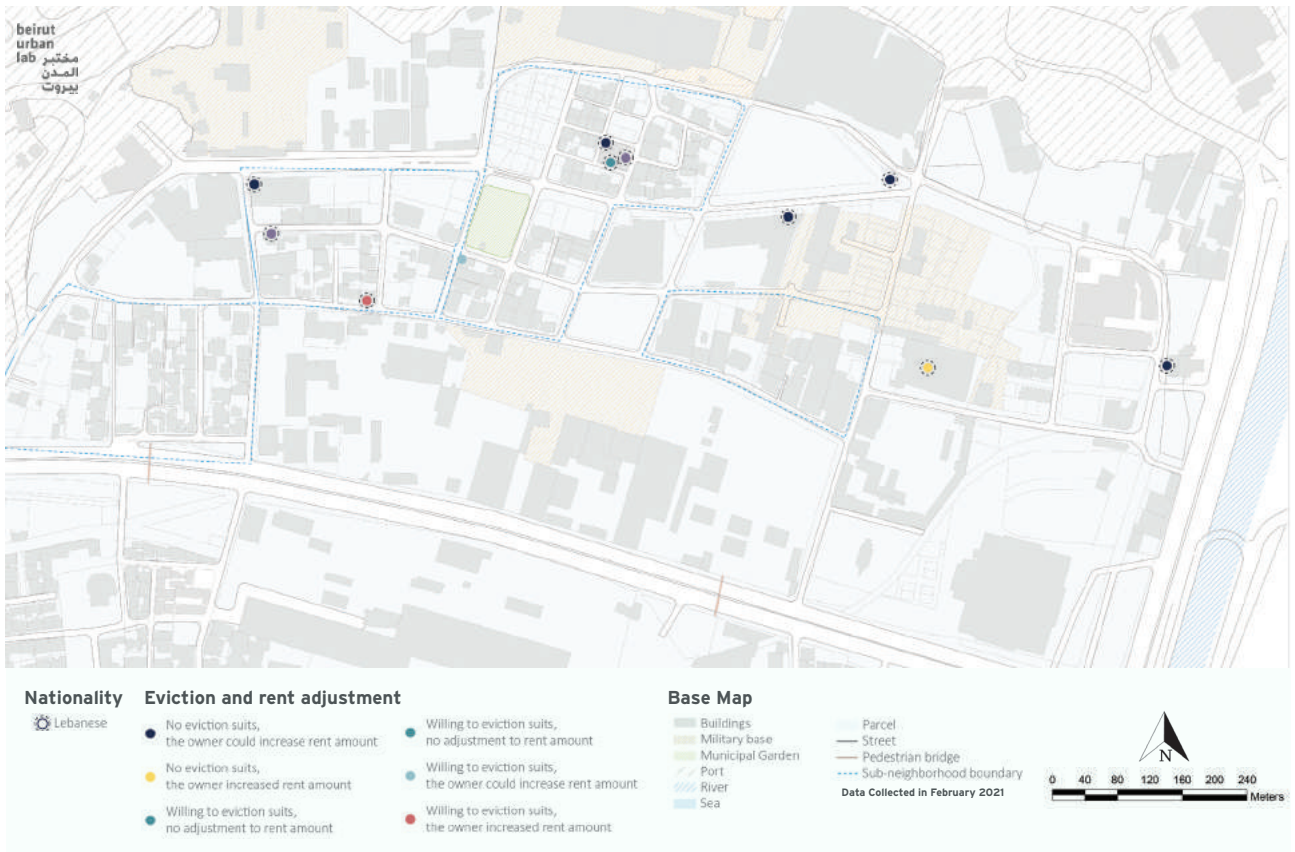 beirut
urban
lab مختبر
المدن
بيروت
Nationality
Lebanese
Eviction and rent adjustment
No eviction suits,
the owner could increase rent amount
No eviction suits,
the owner increased rent amount
Willing to eviction suits,
no adjustment to rent amount
Willing to eviction suits,
no adjustment to rent amount
Willing to eviction suits,
the owner could increase rent amount
Willing to eviction suits,
the owner increased rent amount
Base Map
Buildings
Military base
Municipal Garden
Port
River
Sea
Parcel
Street
Pedestrian bridge
Sub-neighborhood boundary
Data Collected in February 2021
N
0 40 80 120 160 200 240
Meters